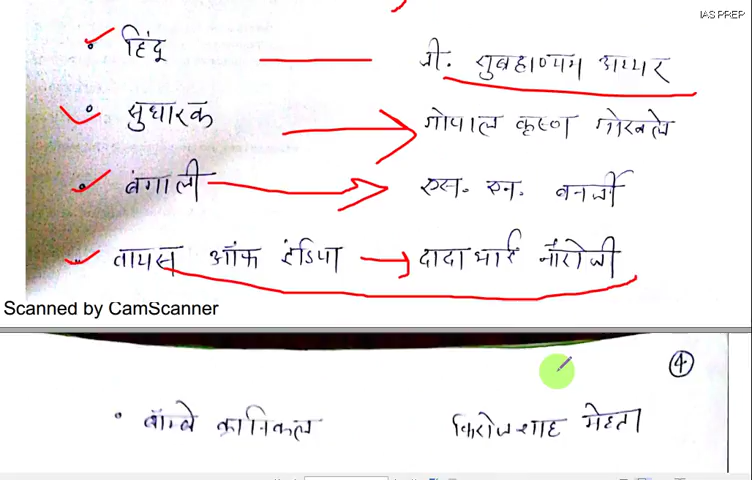 IAS PREP
हिंदू जी. सुब्रहाण्यम अय्यर
सुधारक गोपाल कृष्ण गोखले
बंगाली एस. एन. बनर्जी
वायस ऑफ इंडिया दादा भाई नौरोजी
Scanned by CamScanner
4
बॉम्बे क्रानिकल फिरोजशाह मेहता